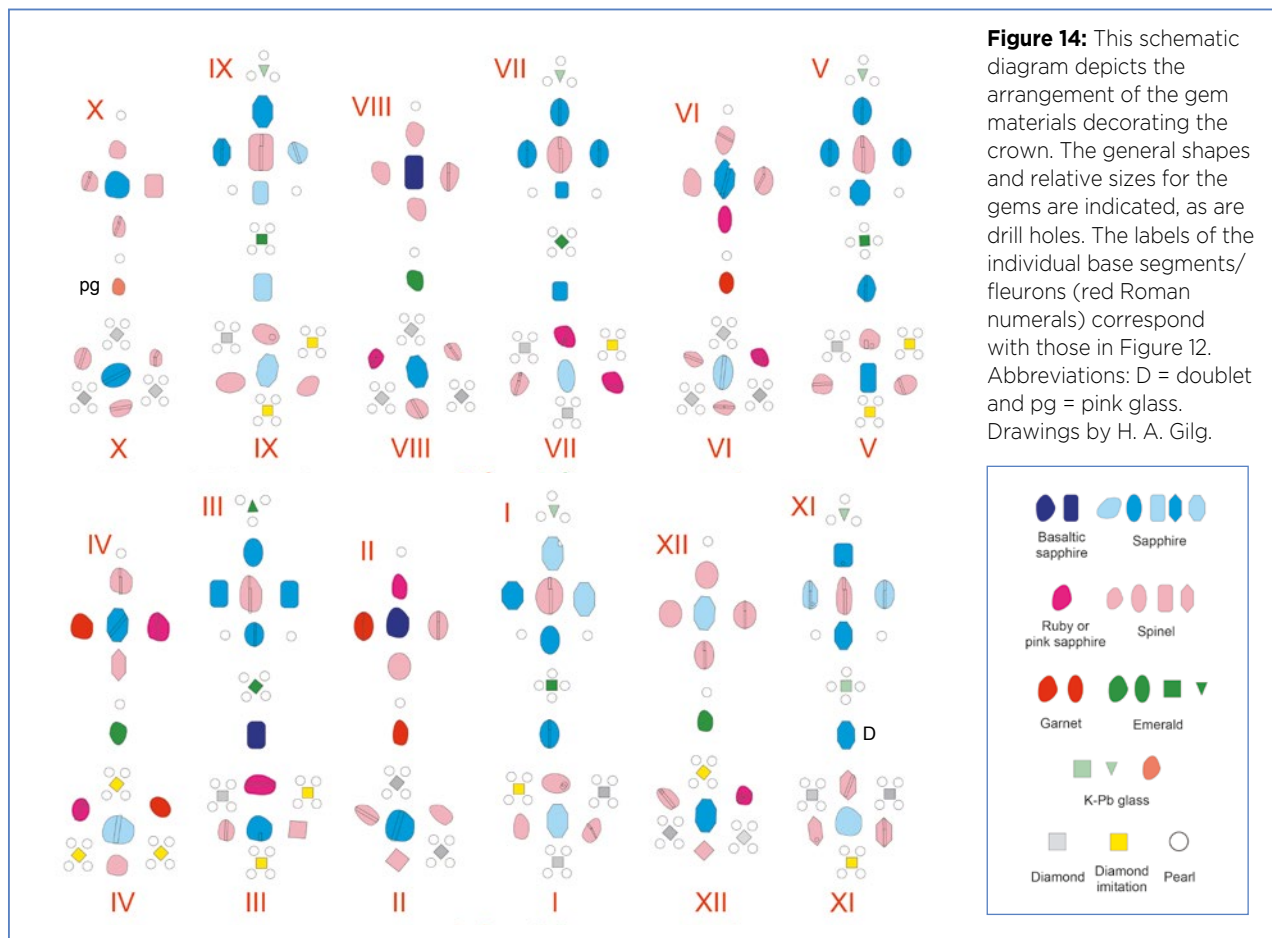 IX
VII
V
X
VIII
VI
pg
X
IX
VIII
VII
VI
V
III
I
XI
IV
II
XII
D
IV
III
II
I
XII
XI
Figure 14: This schematic
diagram depicts the
arrangement of the gem
materials decorating the
crown. The general shapes
and relative sizes for the
gems are indicated, as are
drill holes. The labels of the
individual base segments/
fleurons (red Roman
numerals) correspond
with those in Figure 12.
Abbreviations: D = doublet
and pg = pink glass.
Drawings by H. A. Gilg.
Basaltic
sapphire
Sapphire
Ruby or
pink sapphire
Spinel
Garnet
Emerald
K-Pb glass
Diamond
Diamond
imitation
Pearl